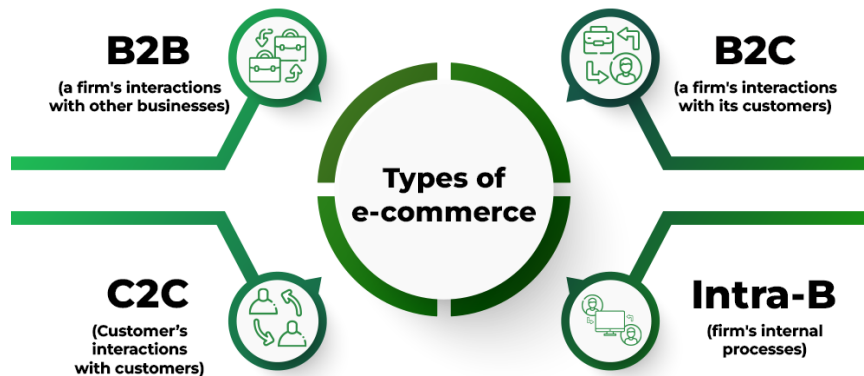 B2B
(a firm's interactions
with other businesses)
B2C
(a firm's interactions
with its customers)
Types of
e-commerce
C2C
(Customer’s
interactions
with customers)
Intra-B
(firm's internal
processes)